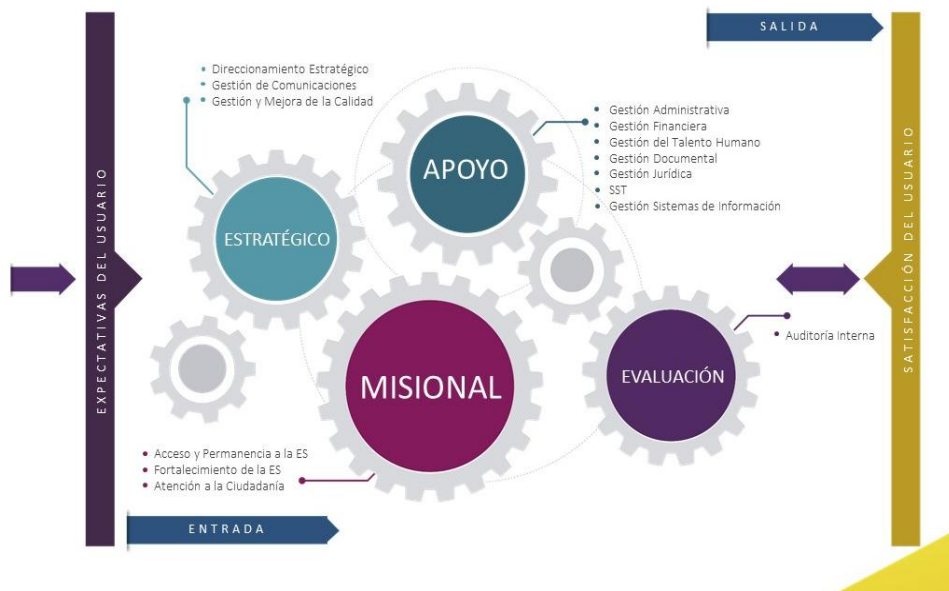 SALIDA
EXPECTATIVAS DEL USUARIO
• Direccionamiento Estratégico
• Gestión de Comunicaciones
• Gestión y Mejora de la Calidad
APOYO
• Gestión Administrativa
• Gestión Financiera
• Gestión del Talento Humano
• Gestión Documental
• Gestión Jurídica
• SST
• Gestión Sistemas de Información
ESTRATÉGICO
MISIONAL
EVALUACIÓN
• Auditoría Interna
SATISFACCIÓN DEL USUARIO
• Acceso y Permanencia a la ES
• Fortalecimiento de la ES
• Atención a la Ciudadanía
ENTRADA